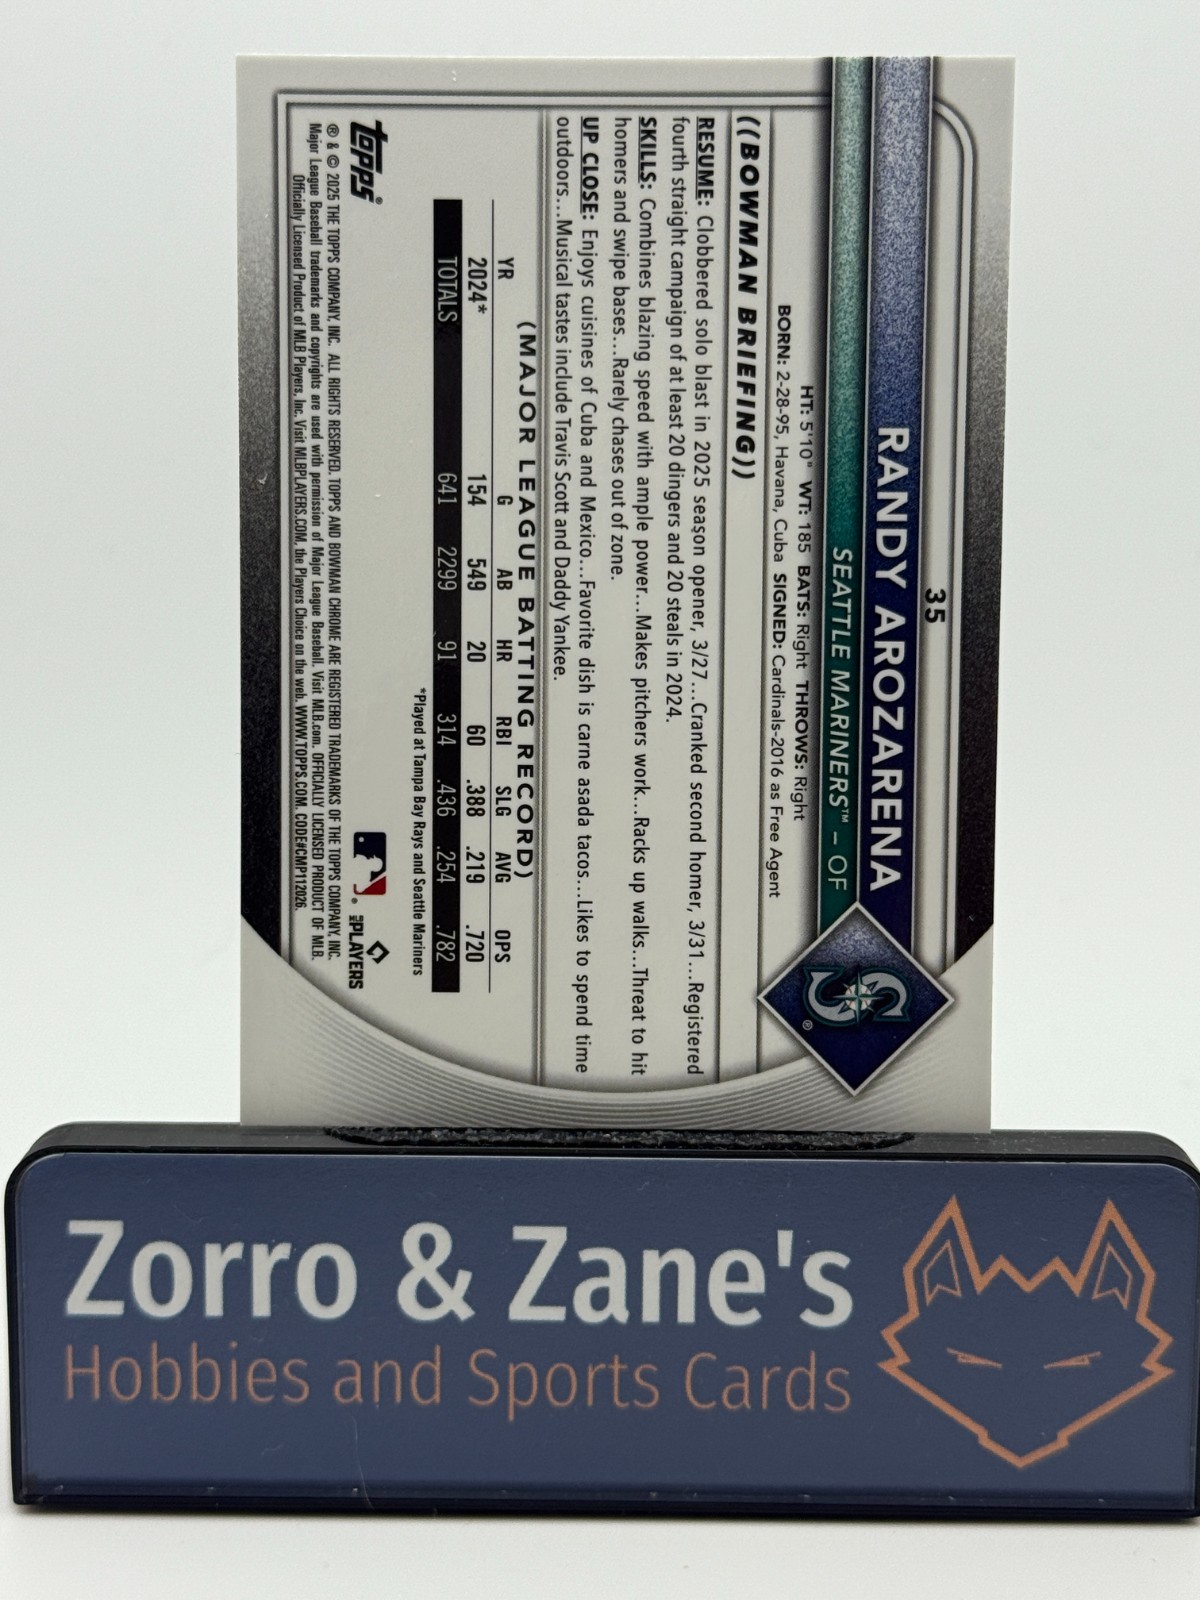 35
RANDY AROZARENA
SEATTLE MARINERS™ – OF
HT: 5'10" WT: 185 BATS: Right THROWS: Right
BORN: 2-28-95, Havana, Cuba SIGNED: Cardinals-2016 as Free Agent
((BOWMAN BRIEFING))
RESUME: Clobbered solo blast in 2025 season opener, 3/27...Cranked second homer, 3/31...Registered
fourth straight campaign of at least 20 dingers and 20 steals in 2024.
SKILLS: Combines blazing speed with ample power...Makes pitchers work...Racks up walks...Threat to hit
homers and swipe bases...Rarely chases out of zone.
UP CLOSE: Enjoys cuisines of Cuba and Mexico...Favorite dish is carne asada tacos...Likes to spend time
outdoors...Musical tastes include Travis Scott and Daddy Yankee.
(MAJOR LEAGUE BATTING RECORD)
YR G AB HR RBI SLG AVG OPS
2024* 154 549 20 60 .388 .219 .720
TOTALS 641 2299 91 314 .436 .254 .782
*Played at Tampa Bay Rays and Seattle Mariners
topps®
MLB PLAYERS
® & © 2025 THE TOPPS COMPANY, INC. ALL RIGHTS RESERVED. TOPPS AND BOWMAN CHROME ARE REGISTERED TRADEMARKS OF THE TOPPS COMPANY, INC.
Major League Baseball trademarks and copyrights are used with permission of Major League Baseball. Visit MLB.com. OFFICIALLY LICENSED PRODUCT OF MLB.
Officially Licensed Product of MLB Players, Inc. Visit MLBPLAYERS.COM, the Players Choice on the web. WWW.TOPPS.COM. CODE#CMP112026.
Zorro & Zane's
Hobbies and Sports Cards